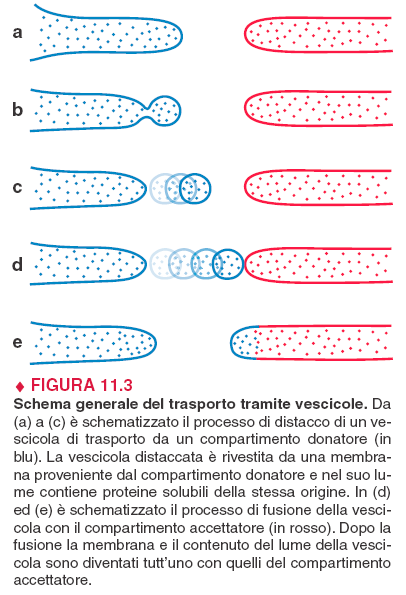 a
b
c
d
e
♦ FIGURA 11.3
Schema generale del trasporto tramite vescicole. Da
(a) a (c) è schematizzato il processo di distacco di un ve-
scicola di trasporto da un compartimento donatore (in
blu). La vescicola distaccata è rivestita da una membra-
na proveniente dal compartimento donatore e nel suo lu-
me contiene proteine solubili della stessa origine. In (d)
ed (e) è schematizzato il processo di fusione della vesci-
cola con il compartimento accettatore (in rosso). Dopo la
fusione la membrana e il contenuto del lume della vesci-
cola sono diventati tutt'uno con quelli del compartimento
accettatore.